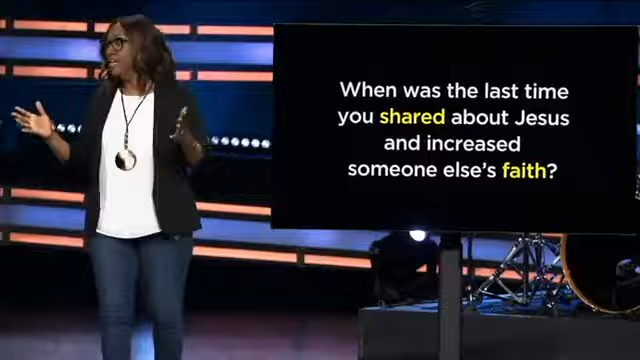 When was the last time
you shared about Jesus
and increased
someone else's faith?